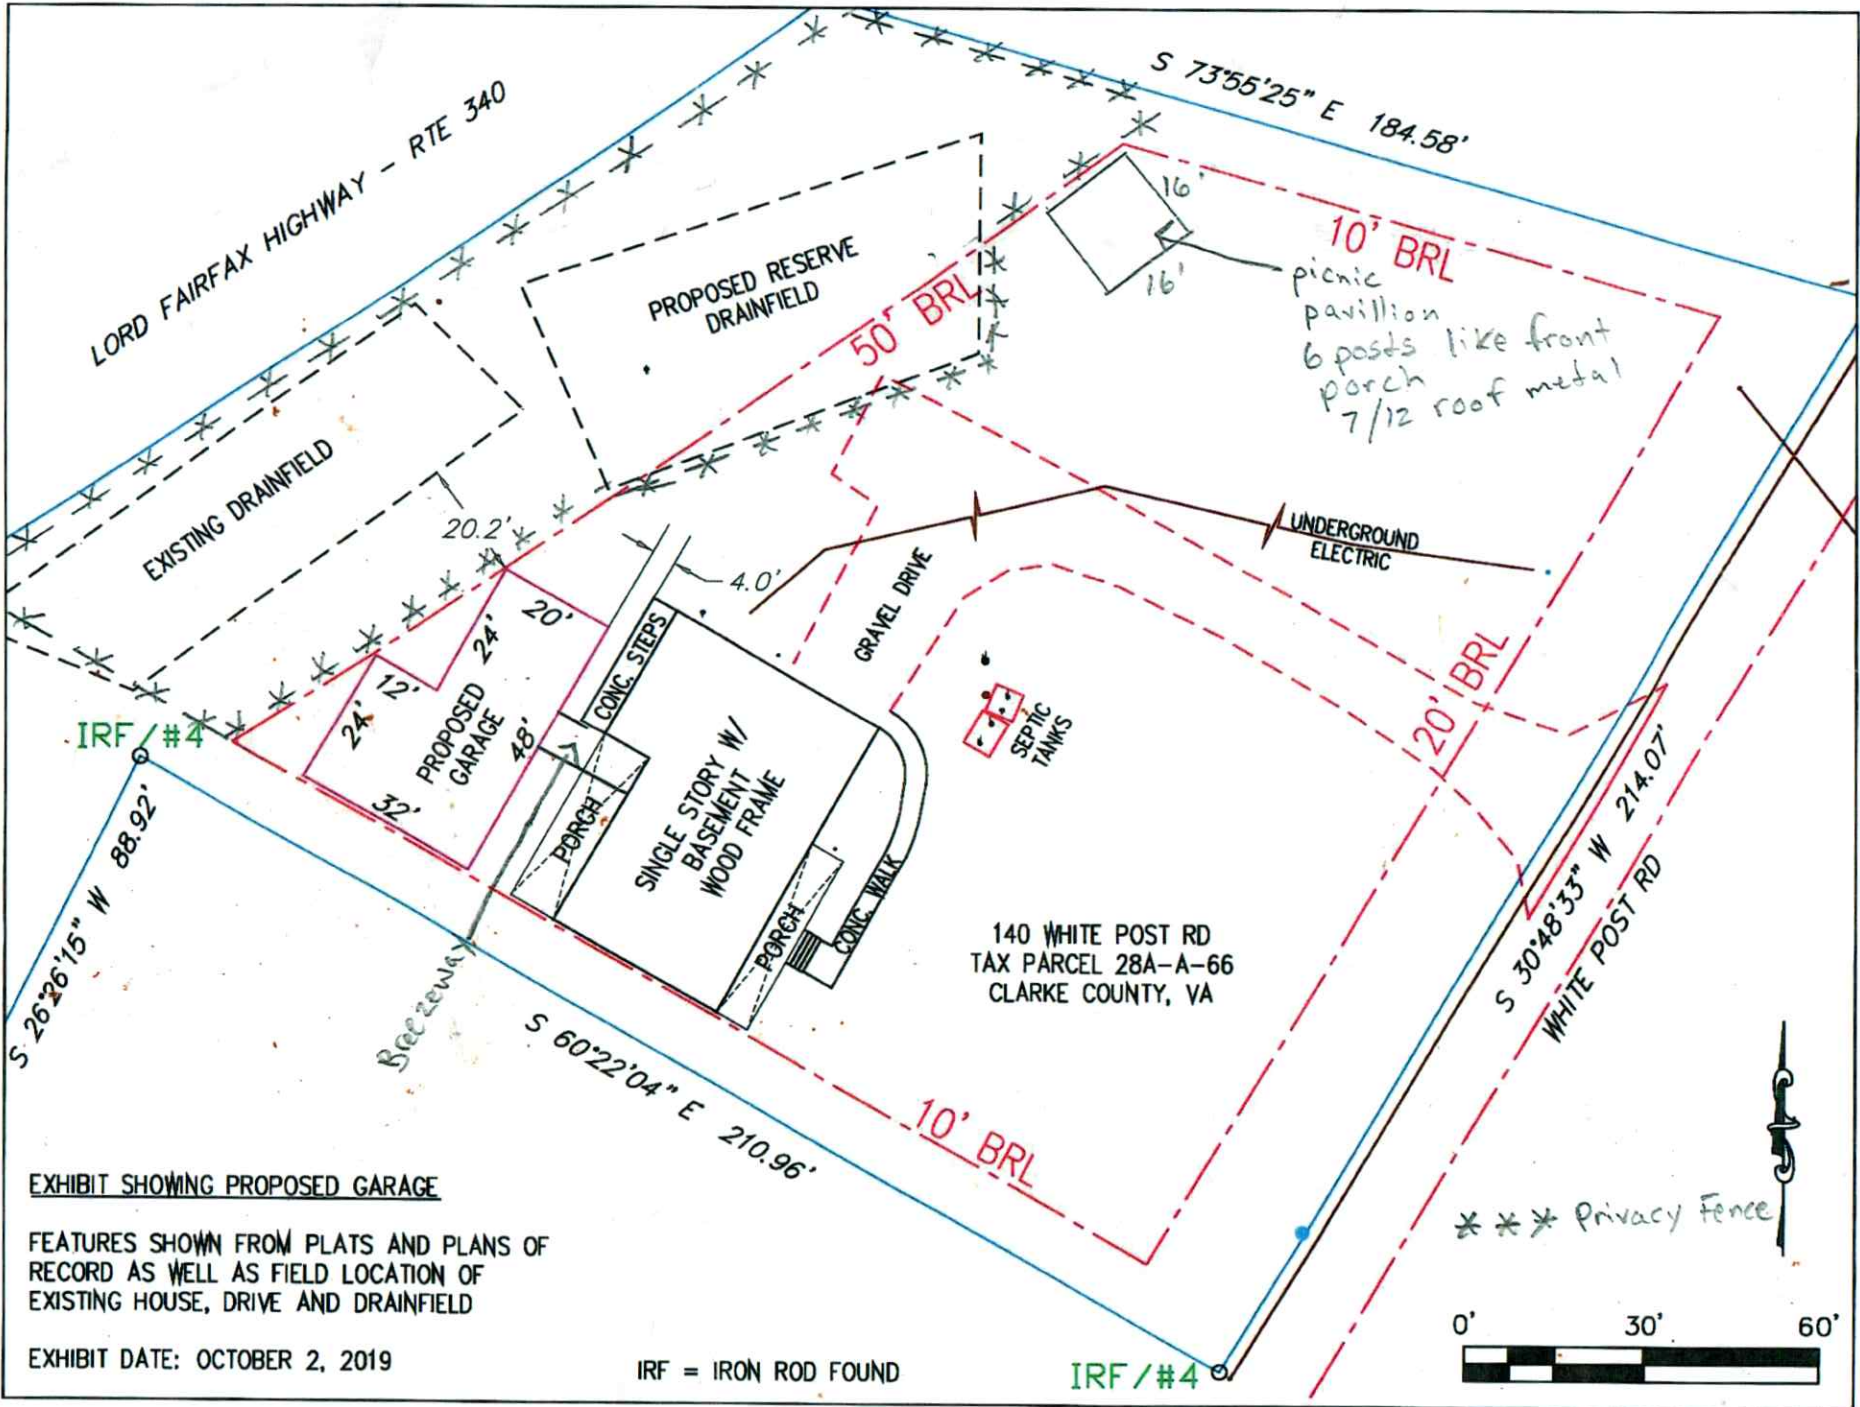 S 73°55'25" E 184.58'
LORD FAIRFAX HIGHWAY - RTE 340
16'
16'
10' BRL
picnic
pavillion
6 posts like front
porch
7/12 roof metal
PROPOSED RESERVE
DRAINFIELD
50' BRL
EXISTING DRAINFIELD
20.2'
4.0'
UNDERGROUND
ELECTRIC
GRAVEL DRIVE
20'
24'
12'
24'
PROPOSED
GARAGE
48'
32'
CONC. STEPS
IRF/#4
SEPTIC
TANKS
20' BRL
SINGLE STORY W/
BASEMENT
WOOD FRAME
PORCH
PORCH
CONC. WALK
S 26°26'15" W 88.92'
140 WHITE POST RD
TAX PARCEL 28A-A-66
CLARKE COUNTY, VA
S 30°48'33" W 214.07'
WHITE POST RD
Breezeway
S 60°22'04" E 210.96'
10' BRL
EXHIBIT SHOWING PROPOSED GARAGE
FEATURES SHOWN FROM PLATS AND PLANS OF
RECORD AS WELL AS FIELD LOCATION OF
EXISTING HOUSE, DRIVE AND DRAINFIELD
EXHIBIT DATE: OCTOBER 2, 2019
IRF = IRON ROD FOUND
IRF/#4
*** Privacy Fence
0' 30' 60'